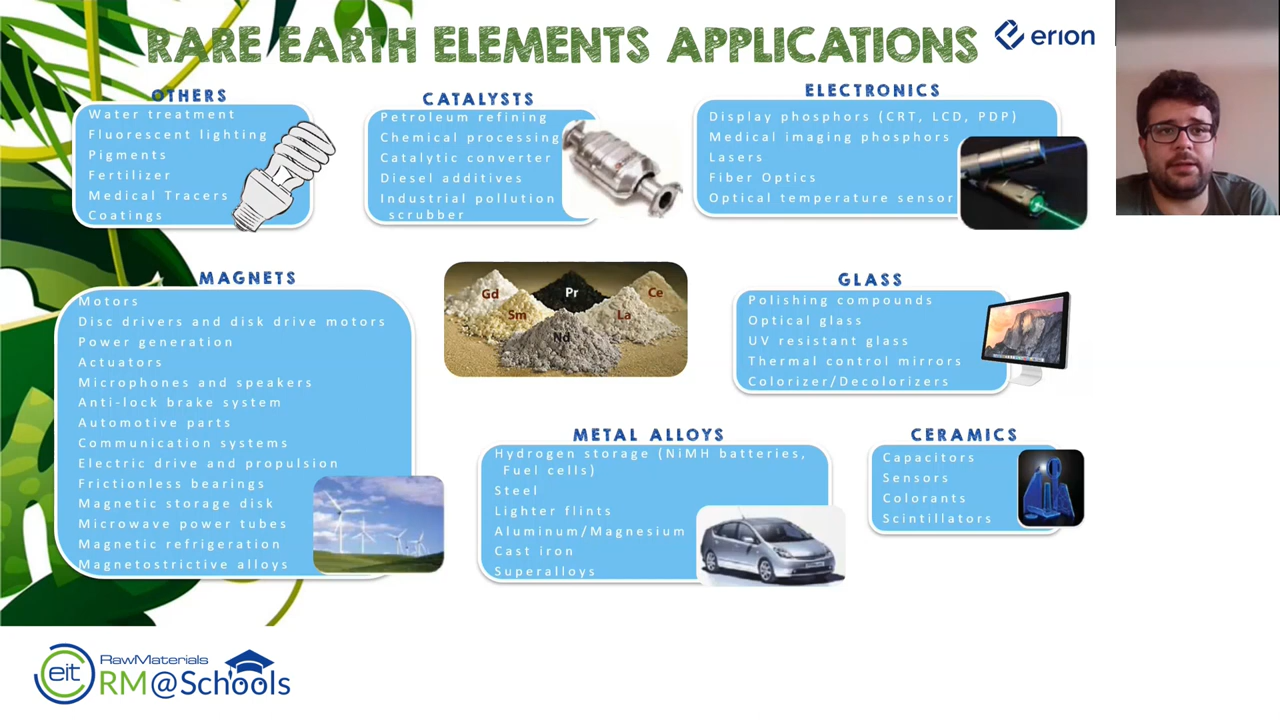 RARE EARTH ELEMENTS APPLICATIONS
erion
OTHERS
Water treatment
Fluorescent lighting
Pigments
Fertilizer
Medical Tracers
Coatings
CATALYSTS
Petroleum refining
Chemical processing
Catalytic converter
Diesel additives
Industrial pollution
scrubber
ELECTRONICS
Display phosphors (CRT, LCD, PDP)
Medical imaging phosphors
Lasers
Fiber Optics
Optical temperature sensor
MAGNETS
Motors
Disc drivers and disk drive motors
Power generation
Actuators
Microphones and speakers
Anti-lock brake system
Automotive parts
Communication systems
Electric drive and propulsion
Frictionless bearings
Magnetic storage disk
Microwave power tubes
Magnetic refrigeration
Magnetostrictive alloys
Gd
Pr
Ce
Sm
La
Nd
GLASS
Polishing compounds
Optical glass
UV resistant glass
Thermal control mirrors
Colorizer/Decolorizers
METAL ALLOYS
Hydrogen storage (NiMH batteries,
Fuel cells)
Steel
Lighter flints
Aluminum/Magnesium
Cast iron
Superalloys
CERAMICS
Capacitors
Sensors
Colorants
Scintillators
eit
RawMaterials
RM@Schools